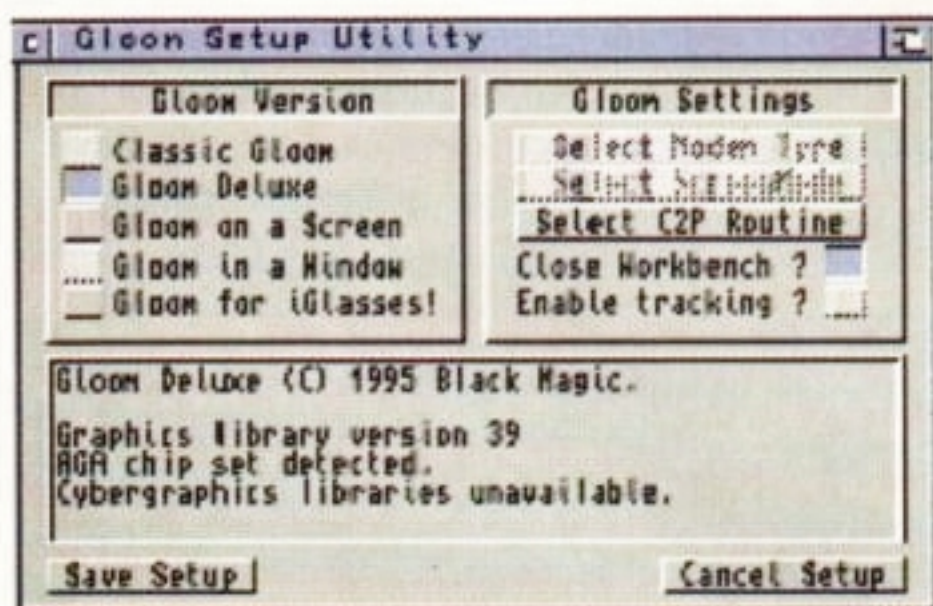 Gloom Setup Utility
Gloom Version
Classic Gloom
Gloom Deluxe
Gloom on a Screen
Gloom in a Window
Gloom for iGlasses!
Gloom Settings
Select Modem Type
Select
Select C2P Routine
Close Workbench ?
Enable tracking ?
Gloom Deluxe (C) 1995 Black Magic.
Graphics library version 39
AGA chip set detected.
Cybergraphics libraries unavailable.
Save Setup
Cancel Setup